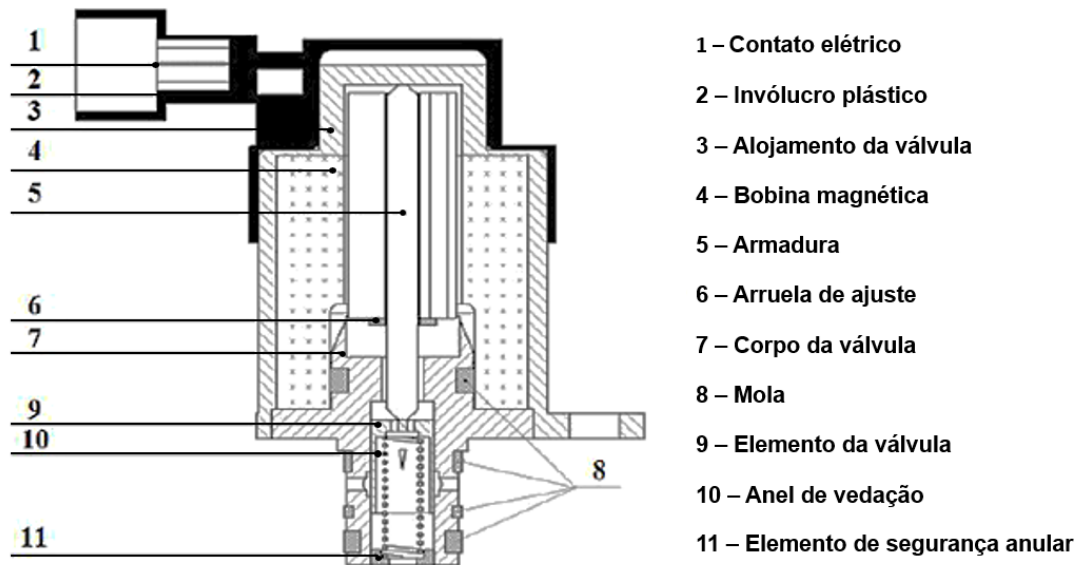 1
2
3
4
5
6
7
9
10
11
8
1 – Contato elétrico
2 – Invólucro plástico
3 – Alojamento da válvula
4 – Bobina magnética
5 – Armadura
6 – Arruela de ajuste
7 – Corpo da válvula
8 – Mola
9 – Elemento da válvula
10 – Anel de vedação
11 – Elemento de segurança anular